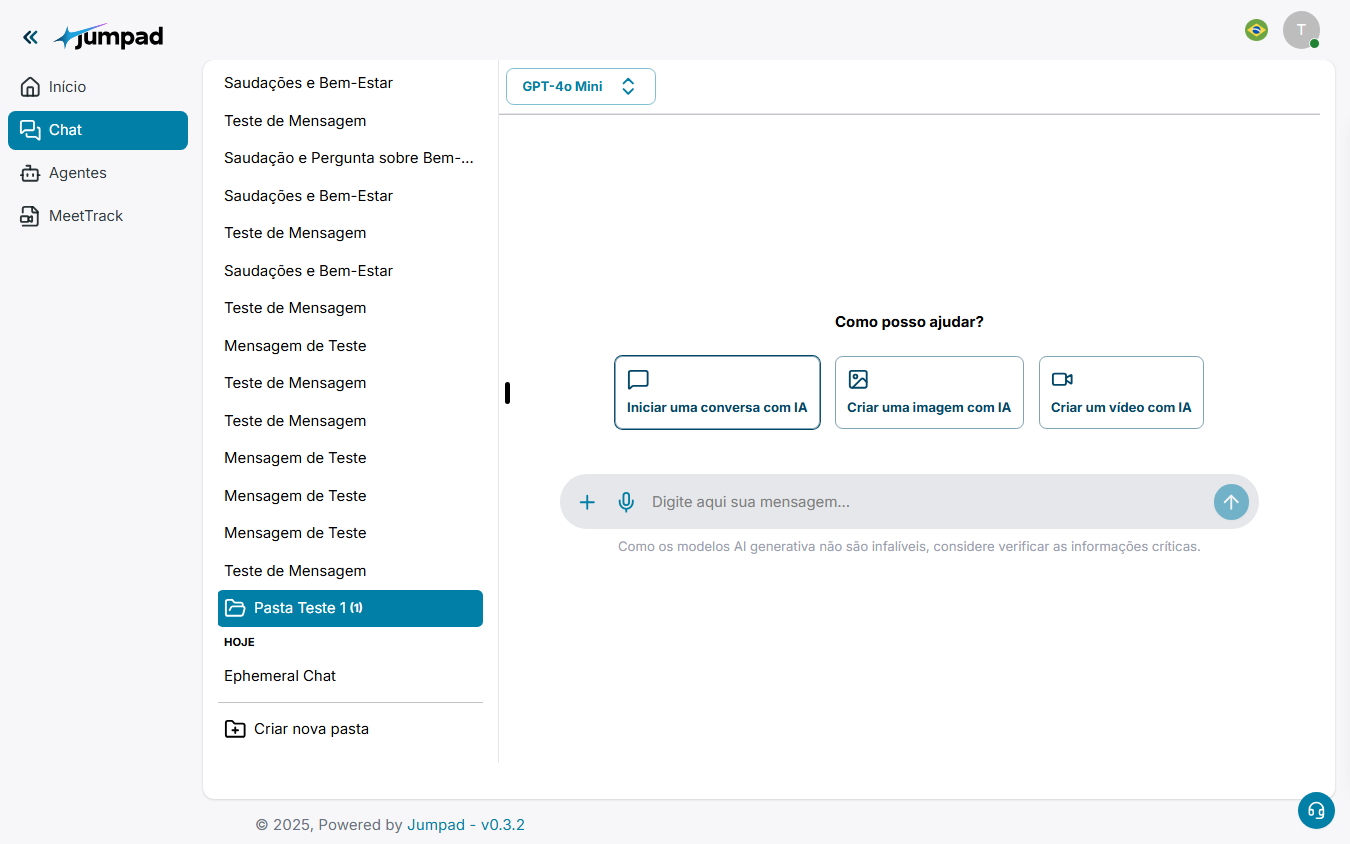 jumpad
T
Início
Chat
Agentes
MeetTrack
Saudações e Bem-Estar
Teste de Mensagem
Saudação e Pergunta sobre Bem-...
Saudações e Bem-Estar
Teste de Mensagem
Saudações e Bem-Estar
Teste de Mensagem
Mensagem de Teste
Teste de Mensagem
Teste de Mensagem
Mensagem de Teste
Mensagem de Teste
Mensagem de Teste
Teste de Mensagem
Pasta Teste 1 (1)
HOJE
Ephemeral Chat
Criar nova pasta
GPT-4o Mini
Como posso ajudar?
Iniciar uma conversa com IA
Criar uma imagem com IA
Criar um vídeo com IA
Digite aqui sua mensagem...
Como os modelos AI generativa não são infalíveis, considere verificar as informações críticas.
© 2025, Powered by Jumpad - v0.3.2